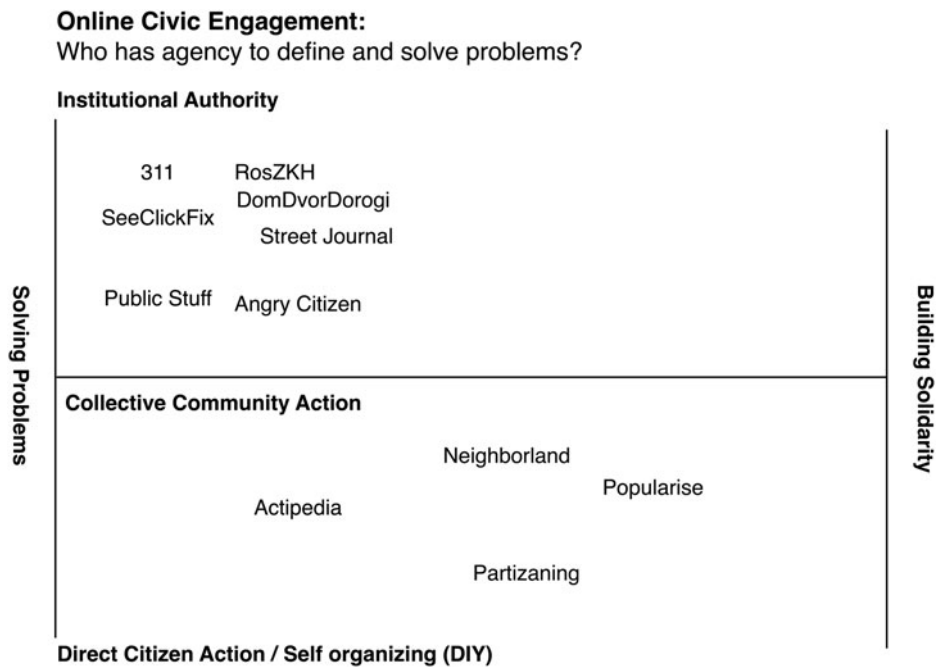 Online Civic Engagement:
Who has agency to define and solve problems?
Institutional Authority
311
RosZKH
DomDvorDorogi
SeeClickFix
Street Journal
Public Stuff
Angry Citizen
Solving Problems
Building Solidarity
Collective Community Action
Neighborland
Popularise
Actipedia
Partizaning
Direct Citizen Action / Self organizing (DIY)